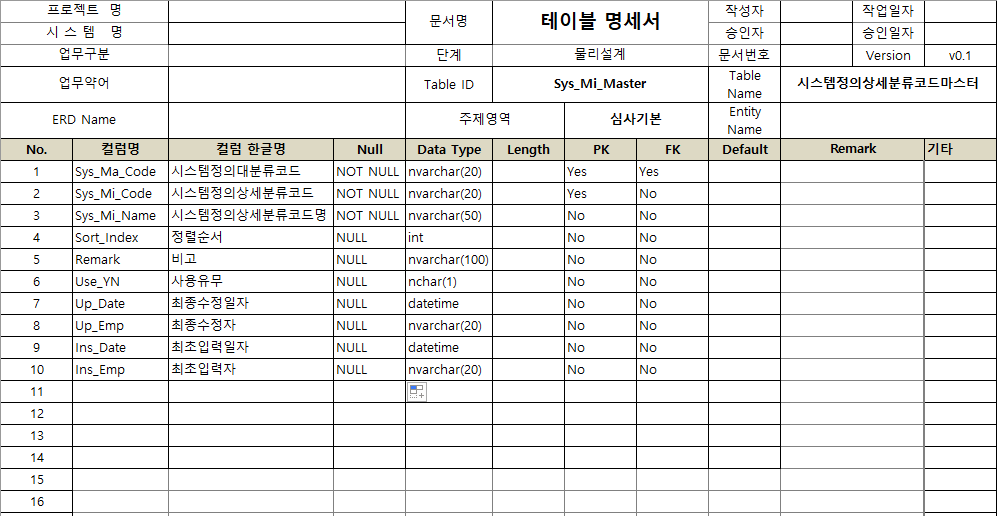 프로젝트 명 문서명 테이블 명세서 작성자 작업일자
시 스 템 명 승인자 승인일자
업무구분 단계 물리설계 문서번호 Version v0.1
업무약어 Table ID Sys_Mi_Master Table Name 시스템정의상세분류코드마스터
ERD Name 주제영역 심사기본 Entity Name
No. 컬럼명 컬럼 한글명 Null Data Type Length PK FK Default Remark 기타
1 Sys_Ma_Code 시스템정의대분류코드 NOT NULL nvarchar(20) Yes Yes
2 Sys_Mi_Code 시스템정의상세분류코드 NOT NULL nvarchar(20) Yes No
3 Sys_Mi_Name 시스템정의상세분류코드명 NOT NULL nvarchar(50) No No
4 Sort_Index 정렬순서 NULL int No No
5 Remark 비고 NULL nvarchar(100) No No
6 Use_YN 사용유무 NULL nchar(1) No No
7 Up_Date 최종수정일자 NULL datetime No No
8 Up_Emp 최종수정자 NULL nvarchar(20) No No
9 Ins_Date 최초입력일자 NULL datetime No No
10 Ins_Emp 최초입력자 NULL nvarchar(20) No No
11
12
13
14
15
16